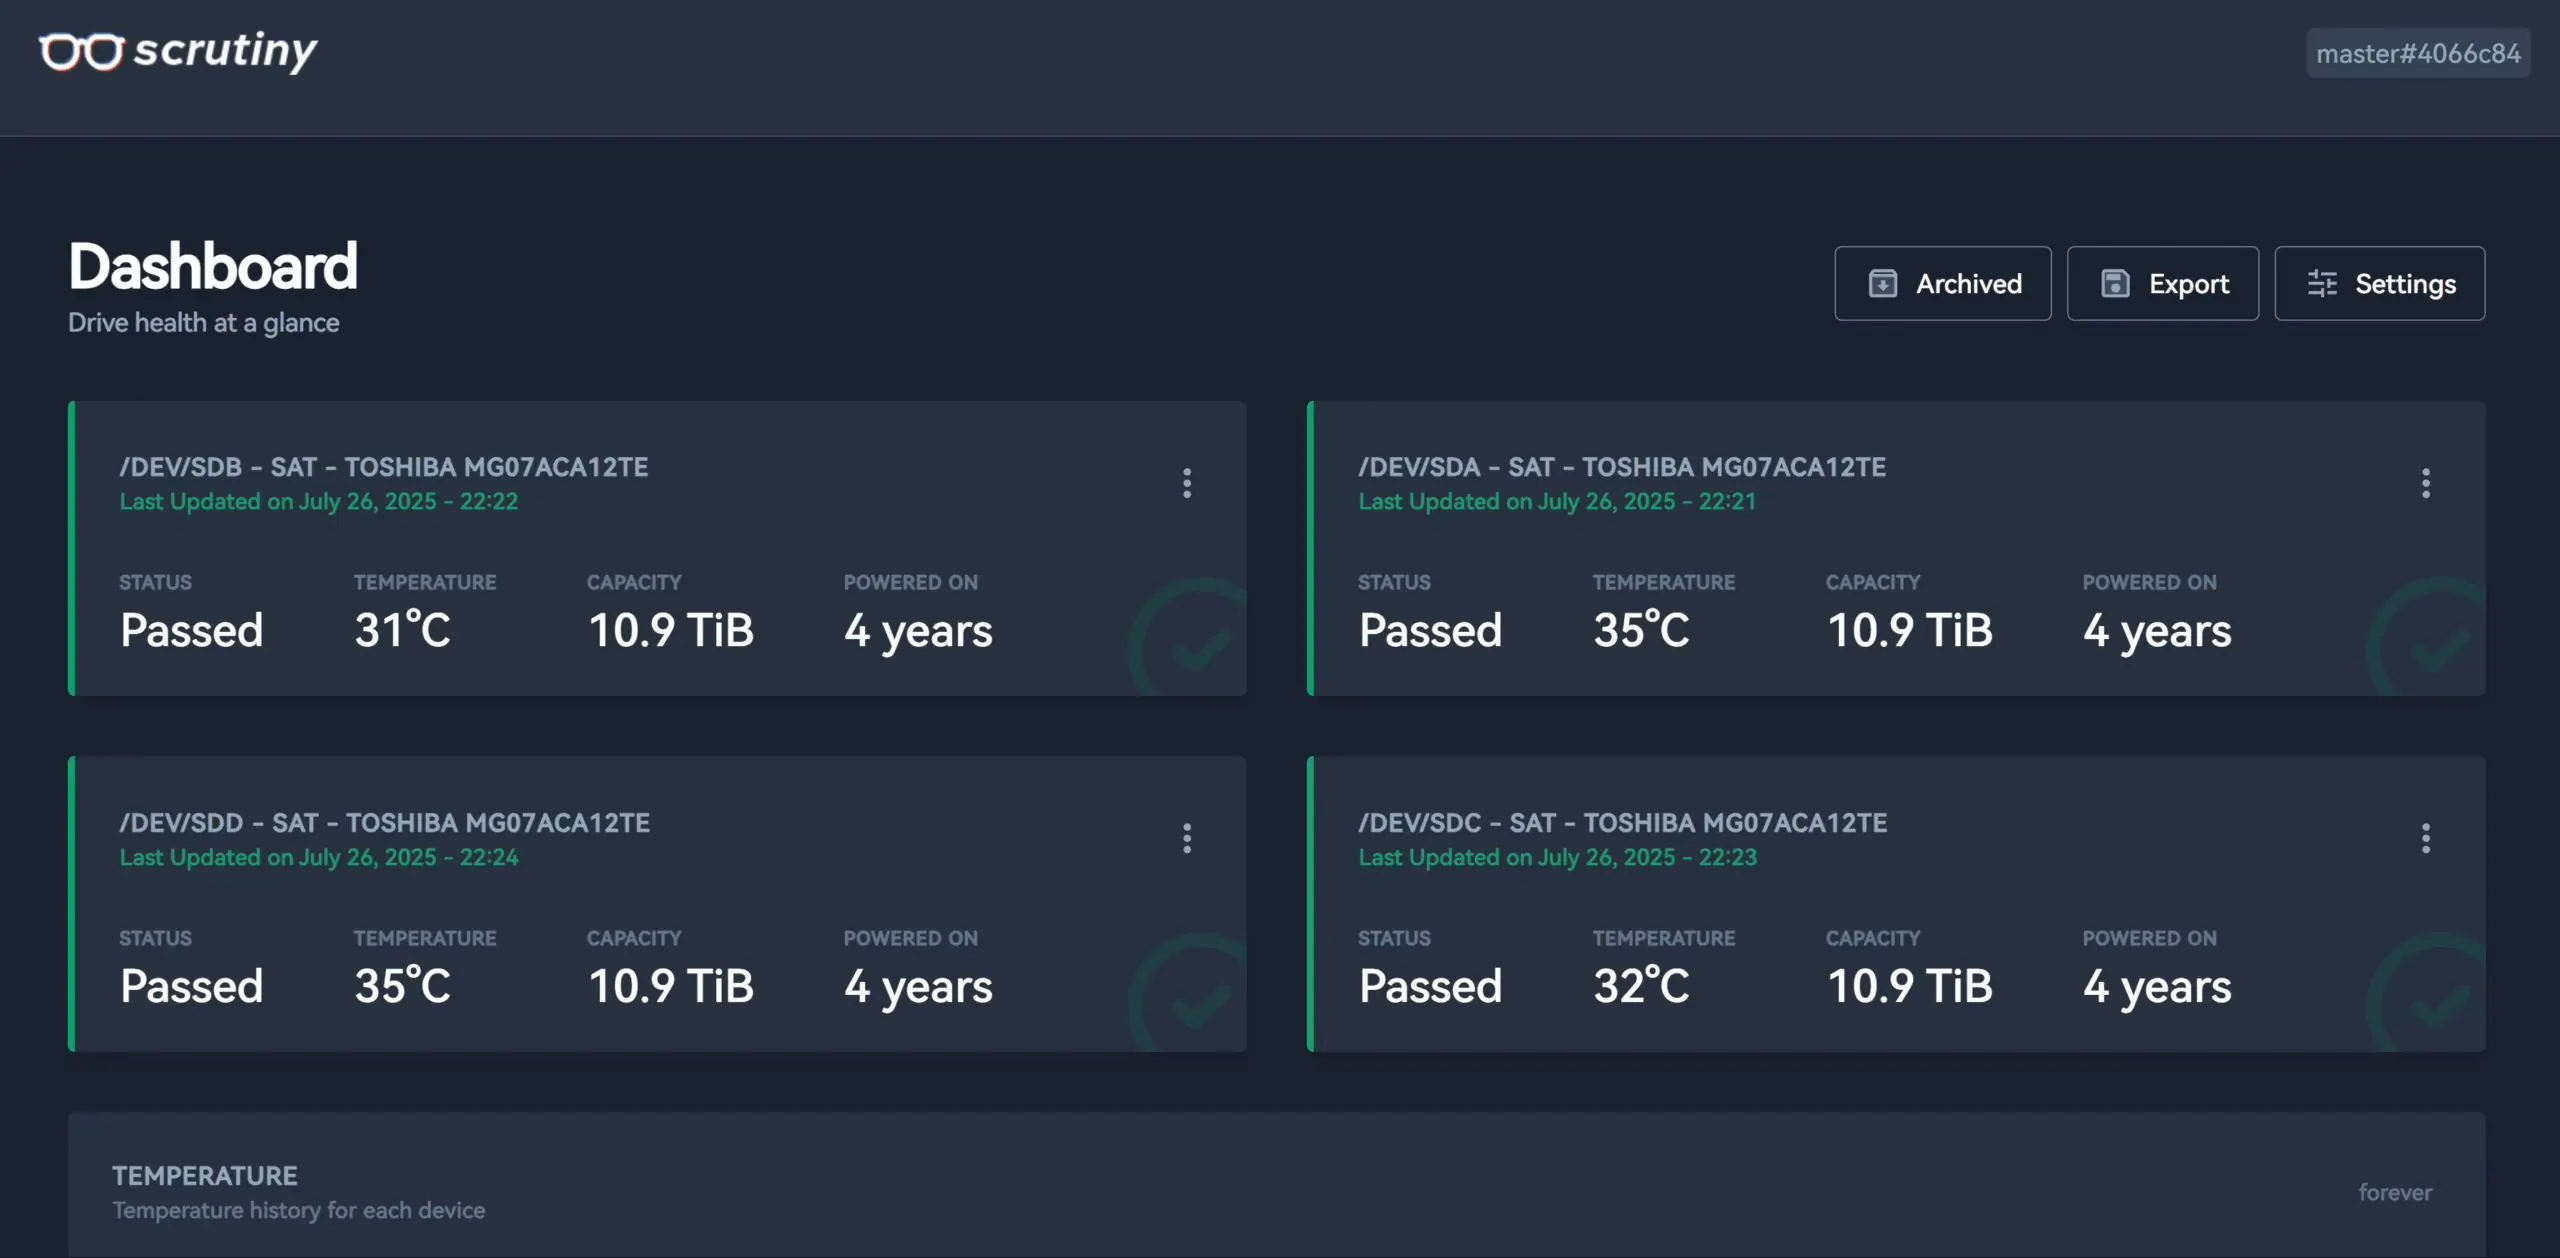 scrutiny
master#4066c84
Dashboard
Drive health at a glance
Archived
Export
Settings
/DEV/SDB - SAT - TOSHIBA MG07ACA12TE
Last Updated on July 26, 2025 - 22:22
STATUS TEMPERATURE CAPACITY POWERED ON
Passed 31°C 10.9 TiB 4 years
/DEV/SDA - SAT - TOSHIBA MG07ACA12TE
Last Updated on July 26, 2025 - 22:21
STATUS TEMPERATURE CAPACITY POWERED ON
Passed 35°C 10.9 TiB 4 years
/DEV/SDD - SAT - TOSHIBA MG07ACA12TE
Last Updated on July 26, 2025 - 22:24
STATUS TEMPERATURE CAPACITY POWERED ON
Passed 35°C 10.9 TiB 4 years
/DEV/SDC - SAT - TOSHIBA MG07ACA12TE
Last Updated on July 26, 2025 - 22:23
STATUS TEMPERATURE CAPACITY POWERED ON
Passed 32°C 10.9 TiB 4 years
TEMPERATURE
Temperature history for each device
forever